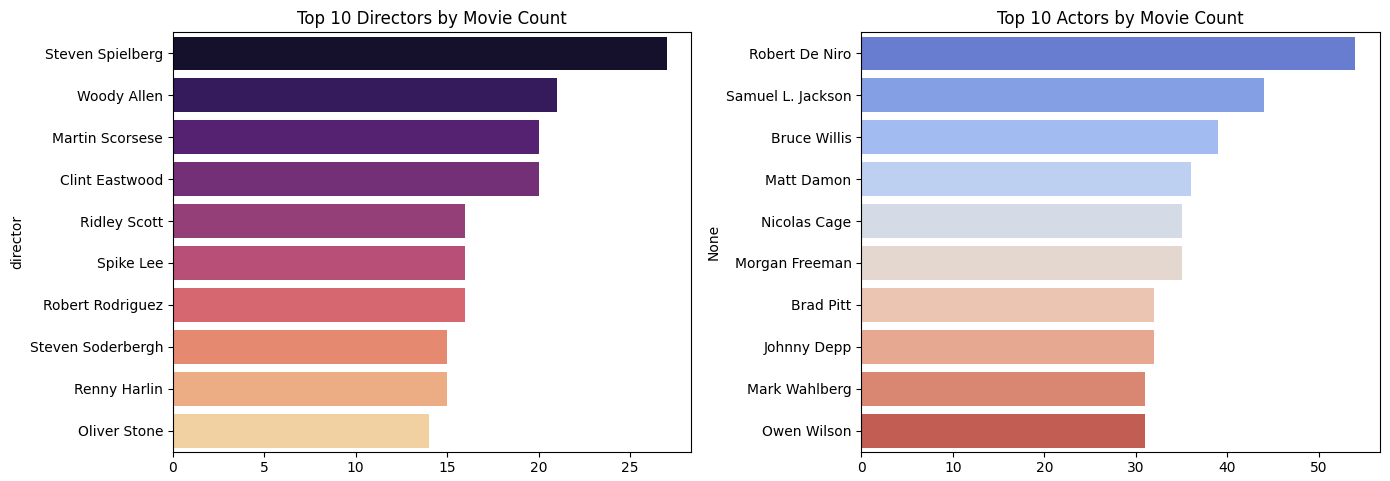 Top 10 Directors by Movie Count
director
Steven Spielberg
Woody Allen
Martin Scorsese
Clint Eastwood
Ridley Scott
Spike Lee
Robert Rodriguez
Steven Soderbergh
Renny Harlin
Oliver Stone
0 5 10 15 20 25
Top 10 Actors by Movie Count
None
Robert De Niro
Samuel L. Jackson
Bruce Willis
Matt Damon
Nicolas Cage
Morgan Freeman
Brad Pitt
Johnny Depp
Mark Wahlberg
Owen Wilson
0 10 20 30 40 50